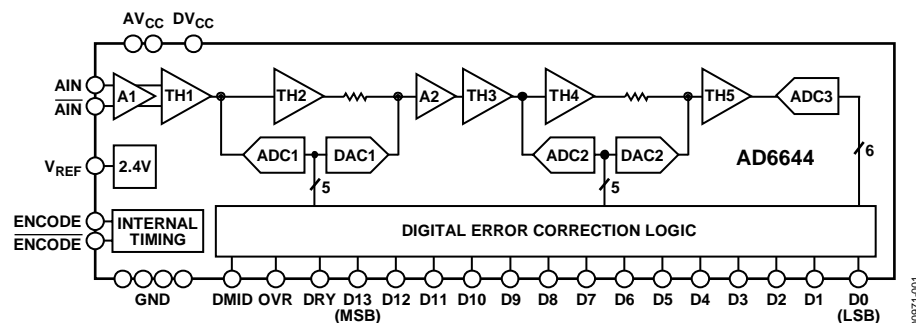 AVCC DVCC
AIN
AIN
A1
TH1
TH2
A2
TH3
TH4
TH5
ADC3
ADC1
DAC1
ADC2
DAC2
AD6644
VREF
2.4V
5
5
6
ENCODE
ENCODE
INTERNAL
TIMING
DIGITAL ERROR CORRECTION LOGIC
GND
DMID OVR DRY D13 D12 D11 D10 D9 D8 D7 D6 D5 D4 D3 D2 D1 D0
(MSB) (LSB)
00971-001